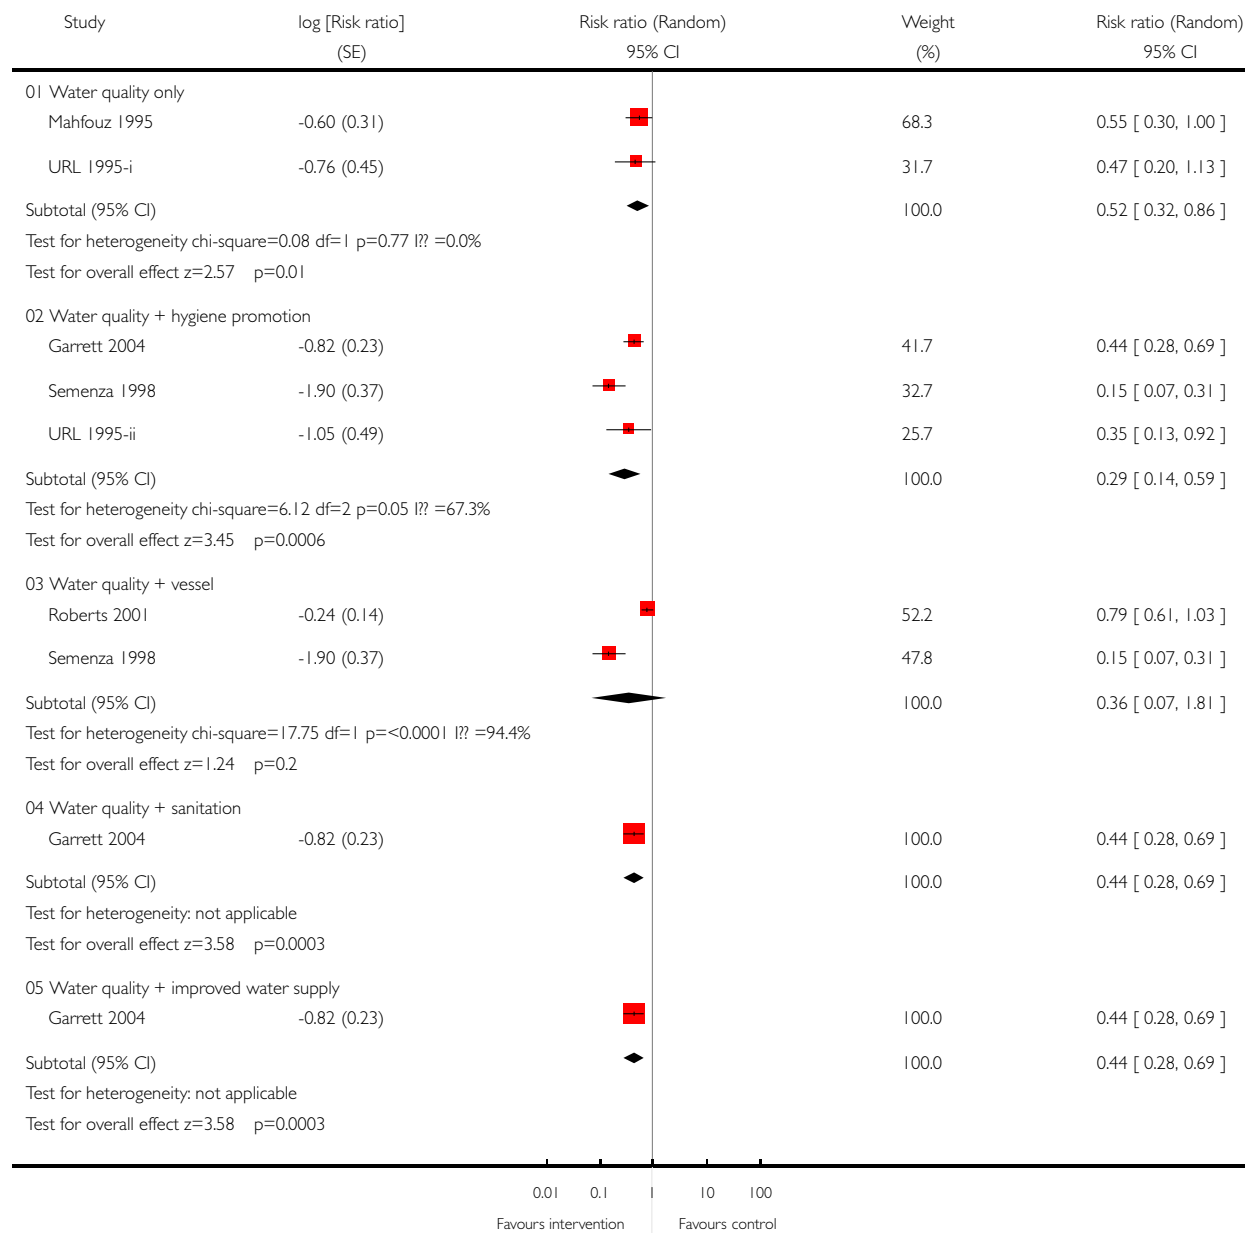 Study log [Risk ratio] Risk ratio (Random) Weight Risk ratio (Random)
(SE) 95% CI (%) 95% CI
01 Water quality only
Mahfouz 1995 -0.60 (0.31) 68.3 0.55 [ 0.30, 1.00 ]
URL 1995-i -0.76 (0.45) 31.7 0.47 [ 0.20, 1.13 ]
Subtotal (95% CI) 100.0 0.52 [ 0.32, 0.86 ]
Test for heterogeneity chi-square=0.08 df=1 p=0.77 I?? =0.0%
Test for overall effect z=2.57 p=0.01
02 Water quality + hygiene promotion
Garrett 2004 -0.82 (0.23) 41.7 0.44 [ 0.28, 0.69 ]
Semenza 1998 -1.90 (0.37) 32.7 0.15 [ 0.07, 0.31 ]
URL 1995-ii -1.05 (0.49) 25.7 0.35 [ 0.13, 0.92 ]
Subtotal (95% CI) 100.0 0.29 [ 0.14, 0.59 ]
Test for heterogeneity chi-square=6.12 df=2 p=0.05 I?? =67.3%
Test for overall effect z=3.45 p=0.0006
03 Water quality + vessel
Roberts 2001 -0.24 (0.14) 52.2 0.79 [ 0.61, 1.03 ]
Semenza 1998 -1.90 (0.37) 47.8 0.15 [ 0.07, 0.31 ]
Subtotal (95% CI) 100.0 0.36 [ 0.07, 1.81 ]
Test for heterogeneity chi-square=17.75 df=1 p=<0.0001 I?? =94.4%
Test for overall effect z=1.24 p=0.2
04 Water quality + sanitation
Garrett 2004 -0.82 (0.23) 100.0 0.44 [ 0.28, 0.69 ]
Subtotal (95% CI) 100.0 0.44 [ 0.28, 0.69 ]
Test for heterogeneity: not applicable
Test for overall effect z=3.58 p=0.0003
05 Water quality + improved water supply
Garrett 2004 -0.82 (0.23) 100.0 0.44 [ 0.28, 0.69 ]
Subtotal (95% CI) 100.0 0.44 [ 0.28, 0.69 ]
Test for heterogeneity: not applicable
Test for overall effect z=3.58 p=0.0003
0.01 0.1 1 10 100
Favours intervention Favours control